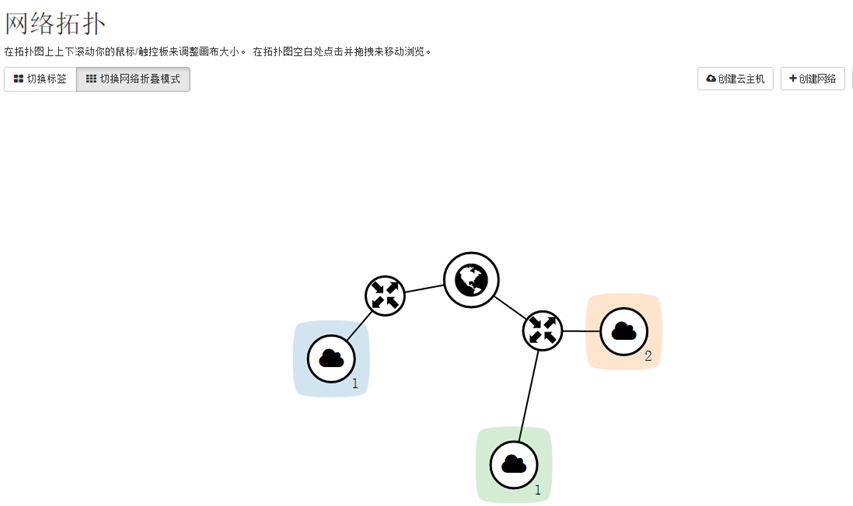 网络拓扑
在拓扑图上上下滚动你的鼠标/触控板来调整画布大小。 在拓扑图空白处点击并拖拽来移动浏览。
切换标签 切换网络折叠模式 创建云主机 创建网络
2
1
1